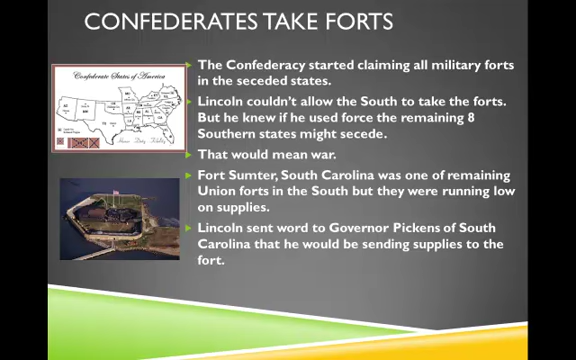 CONFEDERATES TAKE FORTS
The Confederacy started claiming all military forts
in the seceded states.
Lincoln couldn't allow the South to take the forts.
But he knew if he used force the remaining 8
Southern states might secede.
That would mean war.
Fort Sumter, South Carolina was one of remaining
Union forts in the South but they were running low
on supplies.
Lincoln sent word to Governor Pickens of South
Carolina that he would be sending supplies to the
fort.
Confederate States of America